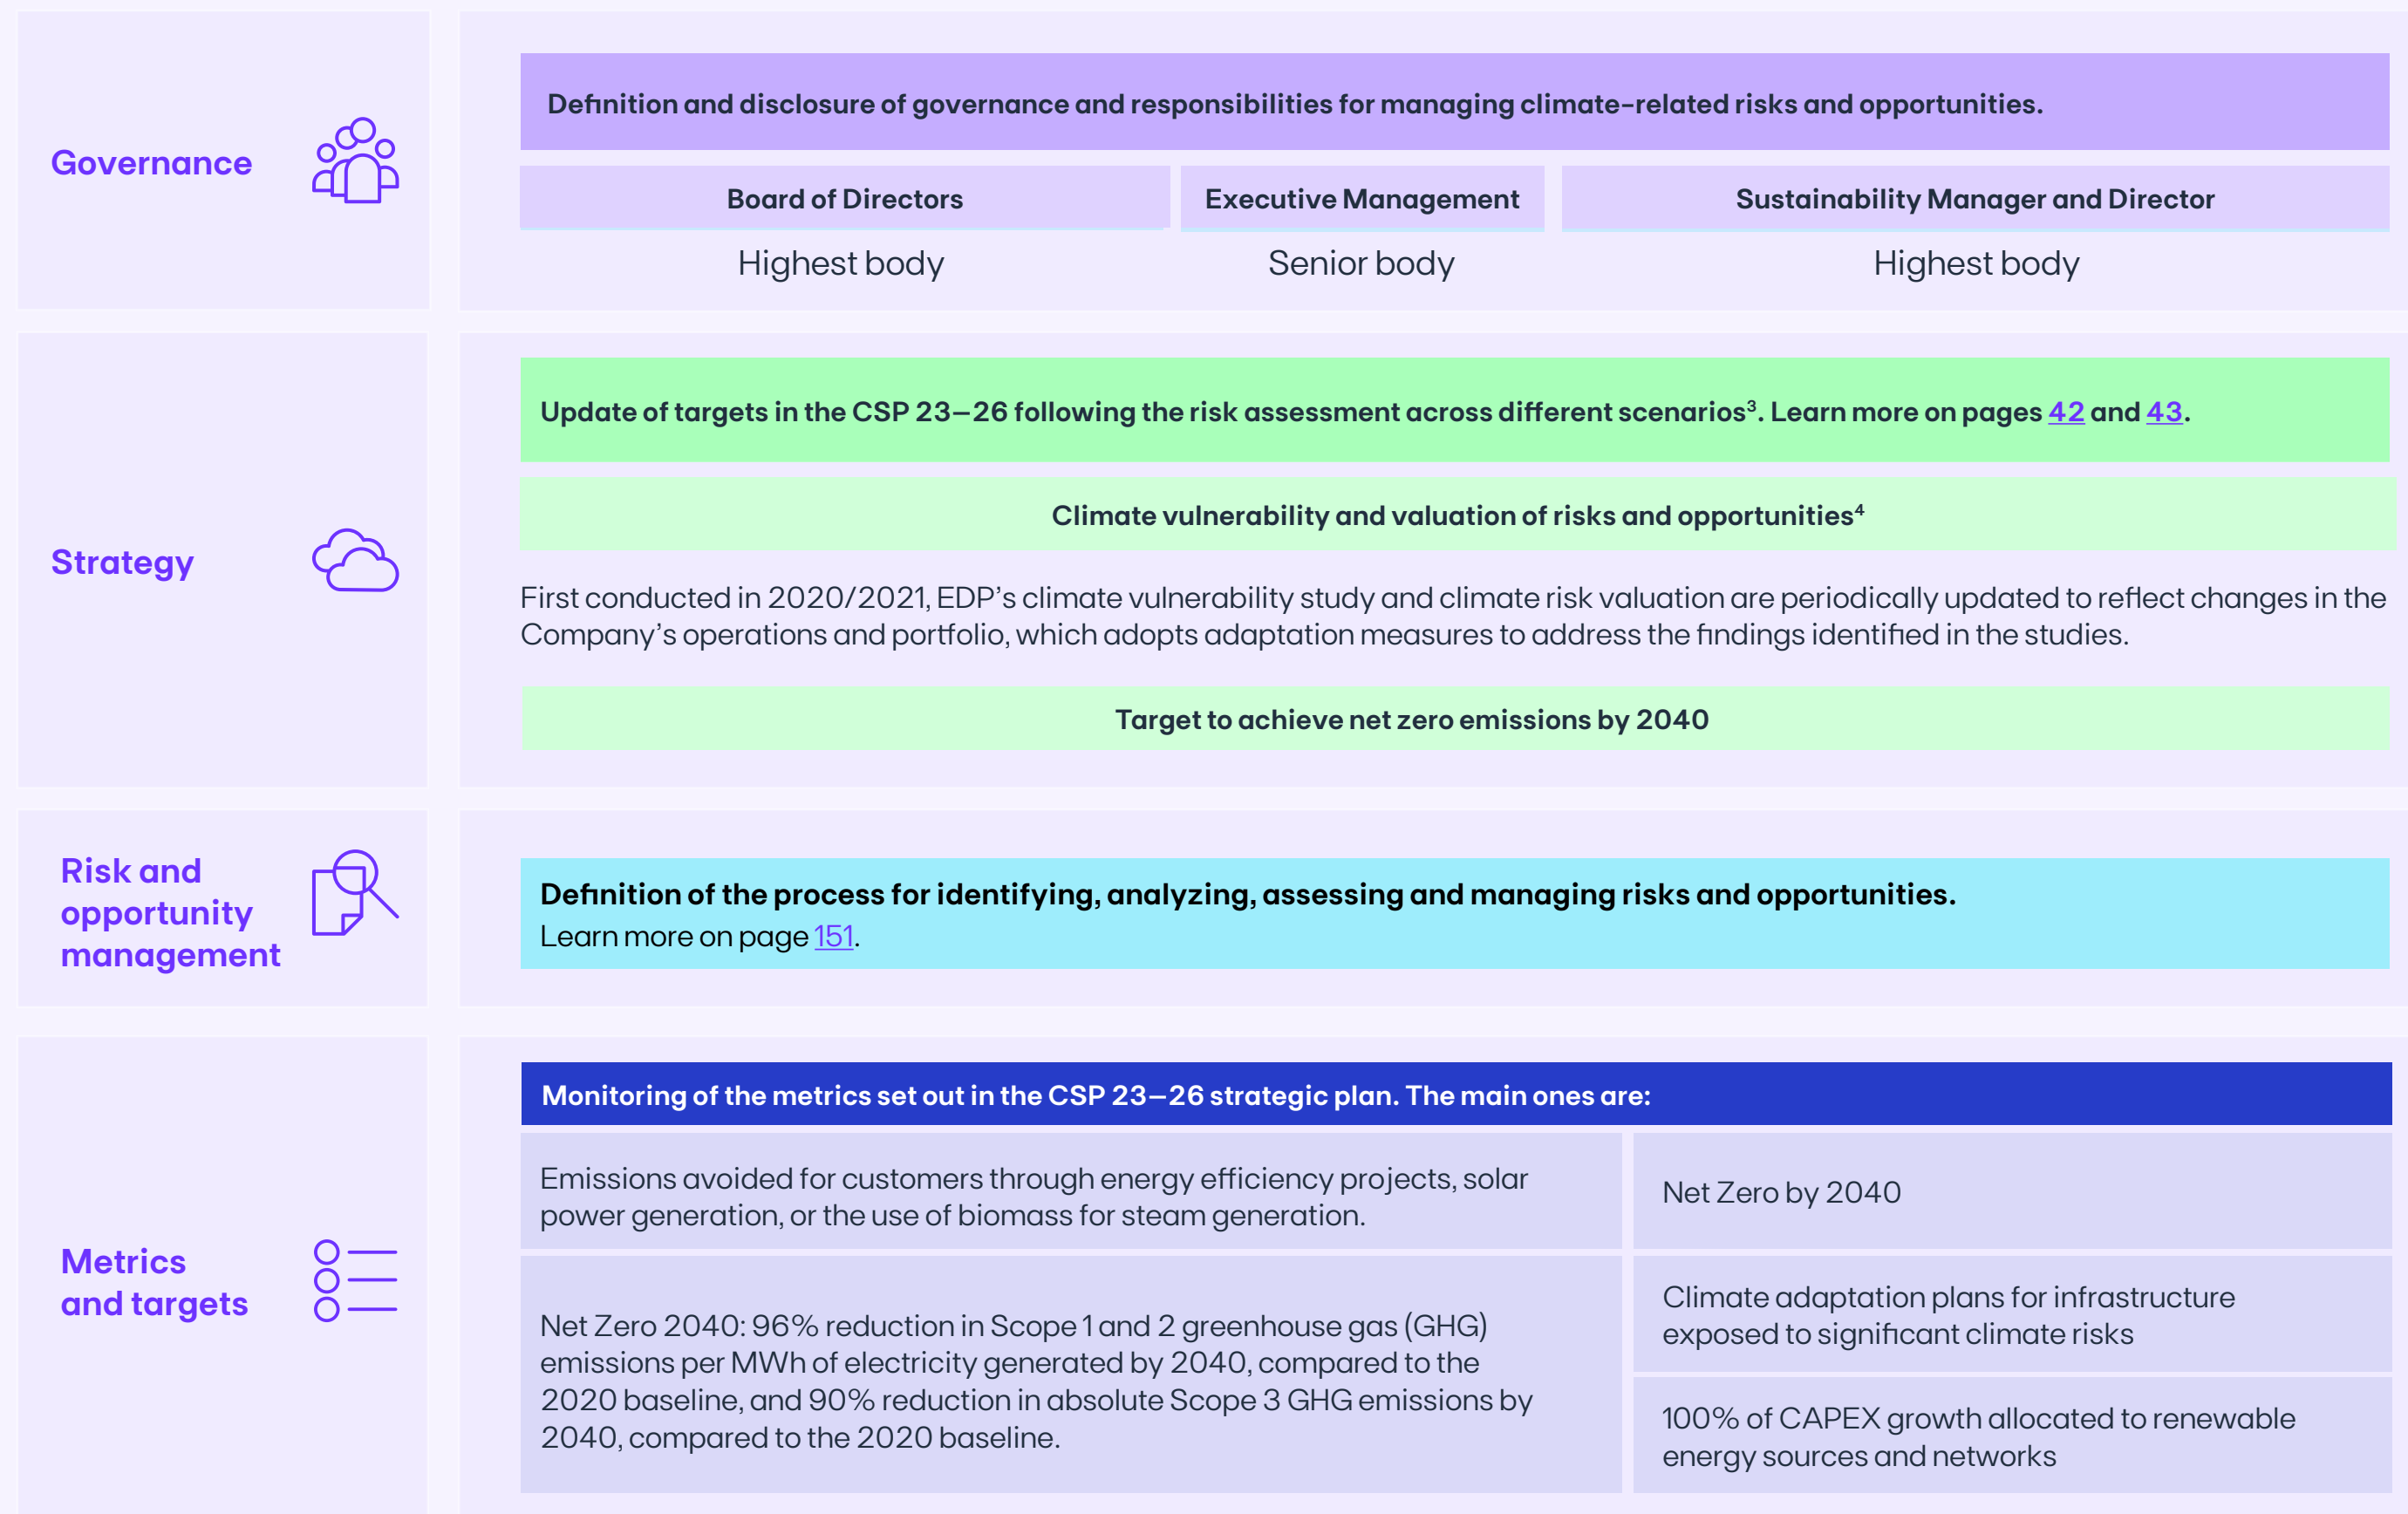 Governance
Definition and disclosure of governance and responsibilities for managing climate-related risks and opportunities.
Board of Directors
Executive Management
Sustainability Manager and Director
Highest body
Senior body
Highest body
Strategy
Update of targets in the CSP 23–26 following the risk assessment across different scenarios³. Learn more on pages 42 and 43.
Climate vulnerability and valuation of risks and opportunities⁴
First conducted in 2020/2021, EDP’s climate vulnerability study and climate risk valuation are periodically updated to reflect changes in the
Company’s operations and portfolio, which adopts adaptation measures to address the findings identified in the studies.
Target to achieve net zero emissions by 2040
Risk and
opportunity
management
Definition of the process for identifying, analyzing, assessing and managing risks and opportunities.
Learn more on page 151.
Metrics
and targets
Monitoring of the metrics set out in the CSP 23–26 strategic plan. The main ones are:
Emissions avoided for customers through energy efficiency projects, solar
power generation, or the use of biomass for steam generation.
Net Zero by 2040
Net Zero 2040: 96% reduction in Scope 1 and 2 greenhouse gas (GHG)
emissions per MWh of electricity generated by 2040, compared to the
2020 baseline, and 90% reduction in absolute Scope 3 GHG emissions by
2040, compared to the 2020 baseline.
Climate adaptation plans for infrastructure
exposed to significant climate risks
100% of CAPEX growth allocated to renewable
energy sources and networks